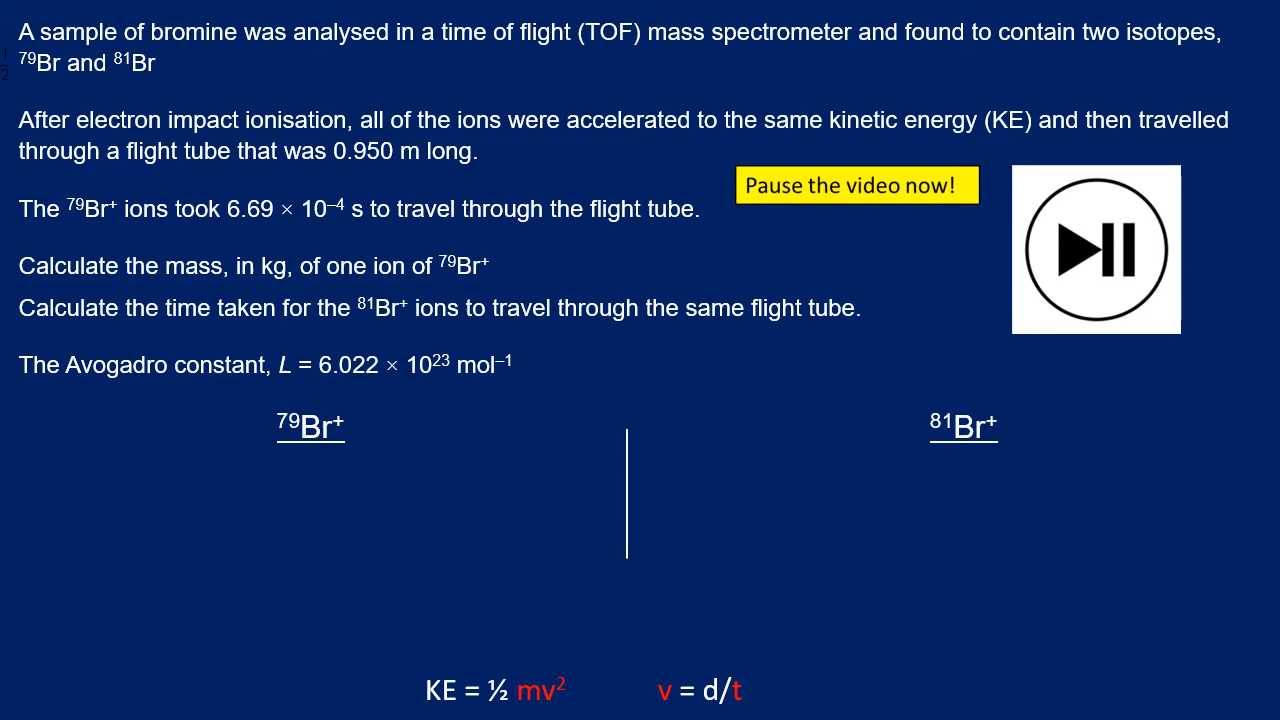 A sample of bromine was analysed in a time of flight (TOF) mass spectrometer and found to contain two isotopes,
½
⁷⁹Br and ⁸¹Br
After electron impact ionisation, all of the ions were accelerated to the same kinetic energy (KE) and then travelled
through a flight tube that was 0.950 m long.
Pause the video now!
The ⁷⁹Br⁺ ions took 6.69 × 10⁻⁴ s to travel through the flight tube.
Calculate the mass, in kg, of one ion of ⁷⁹Br⁺
Calculate the time taken for the ⁸¹Br⁺ ions to travel through the same flight tube.
The Avogadro constant, L = 6.022 × 10²³ mol⁻¹
⁷⁹Br⁺
⁸¹Br⁺
KE = ½ mv² v = d/t